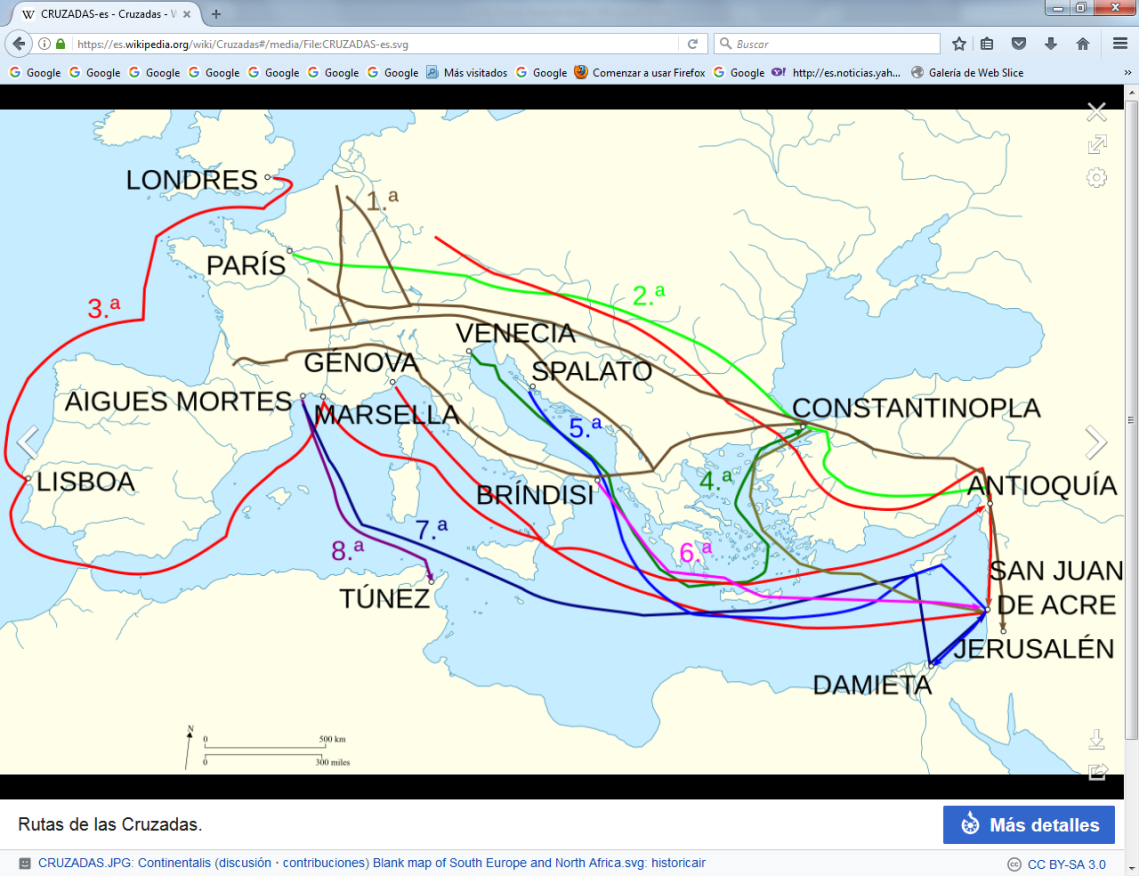 CRUZADAS-es - Cruzadas - W
https://es.wikipedia.org/wiki/Cruzadas#/media/File:CRUZADAS-es.svg
Buscar
Google Google Google Google Google Google Google Más visitados Google Comenzar a usar Firefox Google http://es.noticias.yah... Galería de Web Slice
LONDRES
1.ª
PARÍS
2.ª
3.ª
VENECIA
GÉNOVA
SPALATO
AIGUES MORTES
MARSELLA
CONSTANTINOPLA
5.ª
LISBOA
BRÍNDISI
4.ª
ANTIOQUÍA
7.ª
8.ª
6.ª
SAN JUAN
DE ACRE
TÚNEZ
JERUSALÉN
DAMIETA
N
0 500 km
0 300 miles
Rutas de las Cruzadas.
Más detalles
CRUZADAS.JPG: Continentalis (discusión · contribuciones) Blank map of South Europe and North Africa.svg: historicair
CC BY-SA 3.0